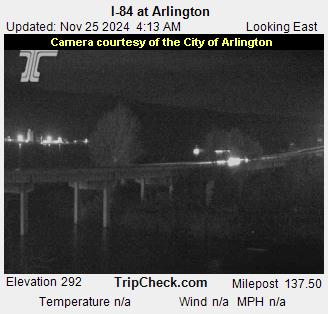 I-84 at Arlington
Updated: Nov 25 2024 4:13 AM Looking East
Camera courtesy of the City of Arlington
Elevation 292 TripCheck.com Milepost 137.50
Temperature n/a Wind n/a MPH n/a